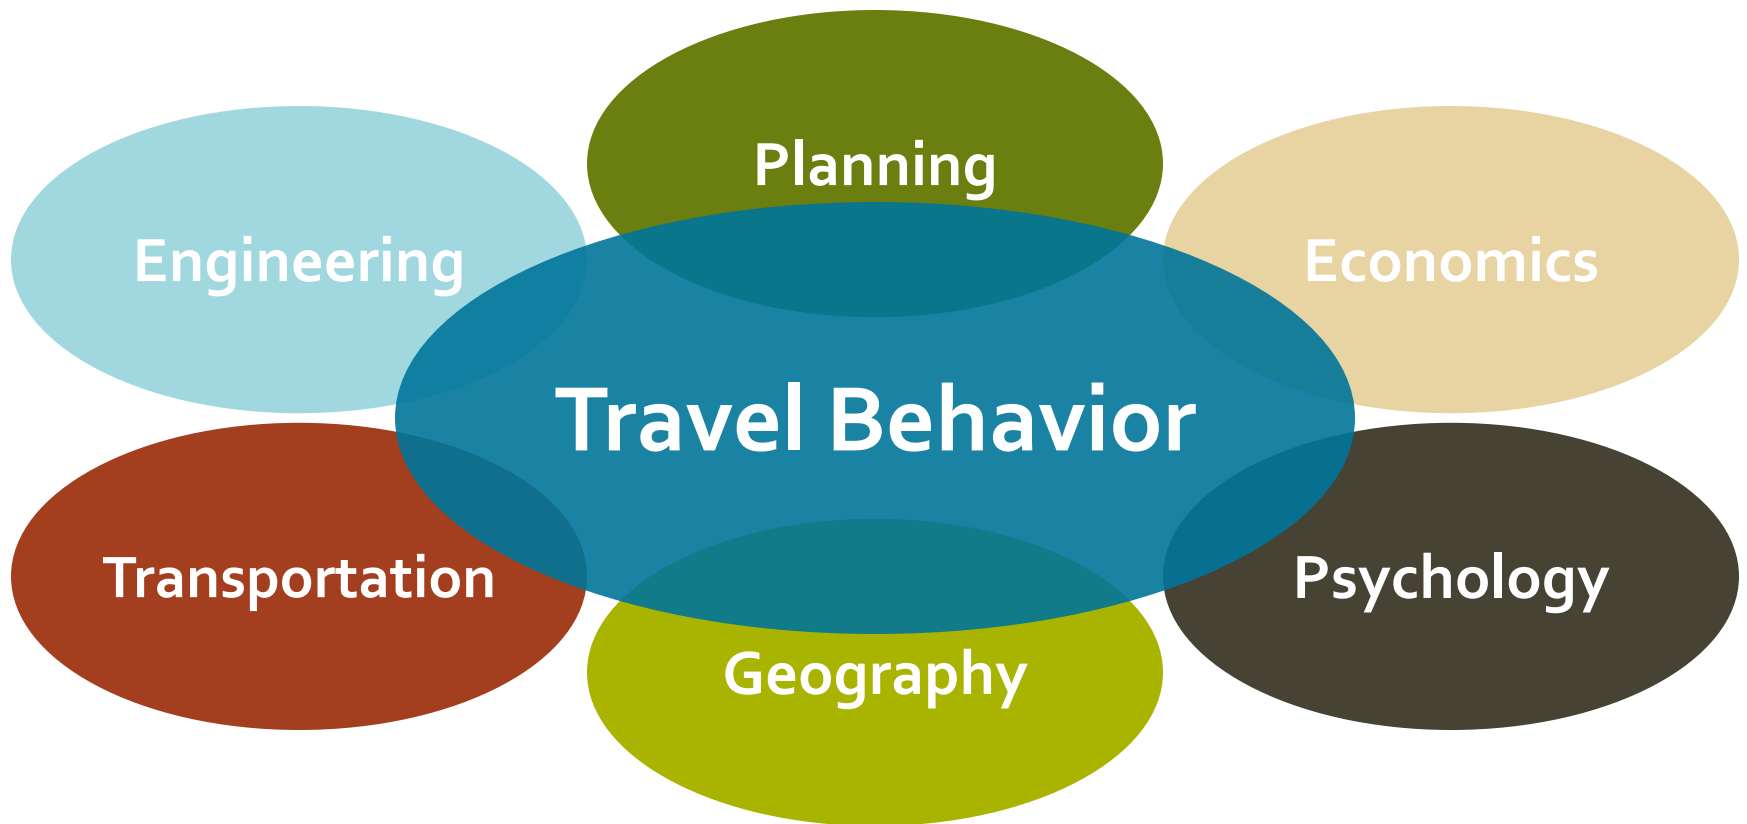 Planning
Engineering
Economics
Travel Behavior
Transportation
Psychology
Geography